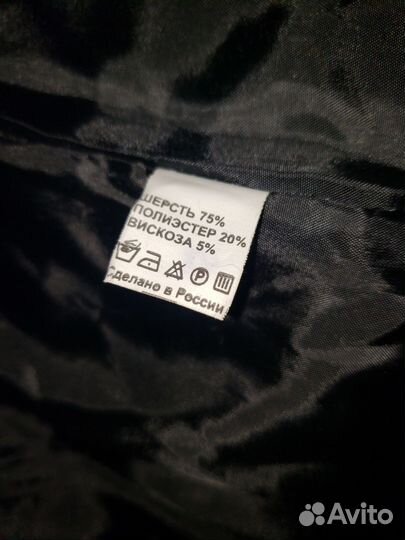 ШЕРСТЬ 75%
ПОЛИЭСТЕР 20%
ВИСКОЗА 5%
Сделано в России
Avito